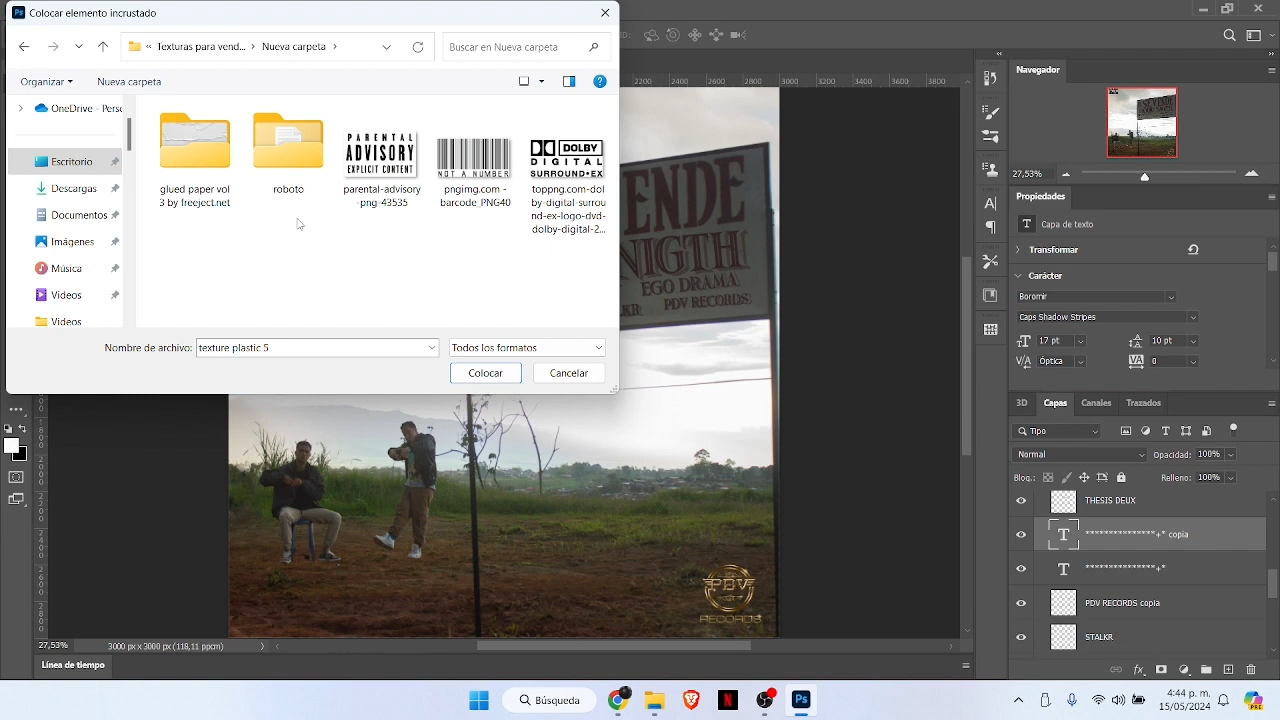 Colocar elemento incrustado
« Texturas para vend... > Nueva carpeta >
Buscar en Nueva carpeta
Organizar
Nueva carpeta
OneDrive - Persc
Escritorio
Descargas
Documentos
Imágenes
Música
Videos
Videos
PARENTAL
ADVISORY
EXPLICIT CONTENT
NOT A NUMBER
DOLBY
DIGITAL
SURROUND•EX
glued paper vol
3 by freeject.net
roboto
parental-advisory
-png-43535
pngimg.com -
barcode_PNG40
toppng.com-dol
by-digital-surrou
nd-ex-logo-dvd-
dolby-digital-2...
Nombre de archivo:
texture plastic 5
Todos los formatos
Colocar
Cancelar
2200 2400 2600 2800 3000 3200 3400 3600 3800
ENDE
NIGTH
EGO DRAMA
KR PDV RECORDS
PDV
RECORDS
Navegador
27,53%
Propiedades
Capa de texto
Transformar
Carácter
Boromir
Caps Shadow Stripes
17 pt
10 pt
Óptica
0
3D Capas Canales Trazados
Tipo
Normal
Opacidad: 100%
Bloq.:
Relleno: 100%
THESIS DEUX
**************+* copia
**************+*
PDV RECORDS copia
STALKR
27,53%
3000 px x 3000 px (118,11 ppcm)
Línea de tiempo
Búsqueda
4:44 p. m.
15/05/2024